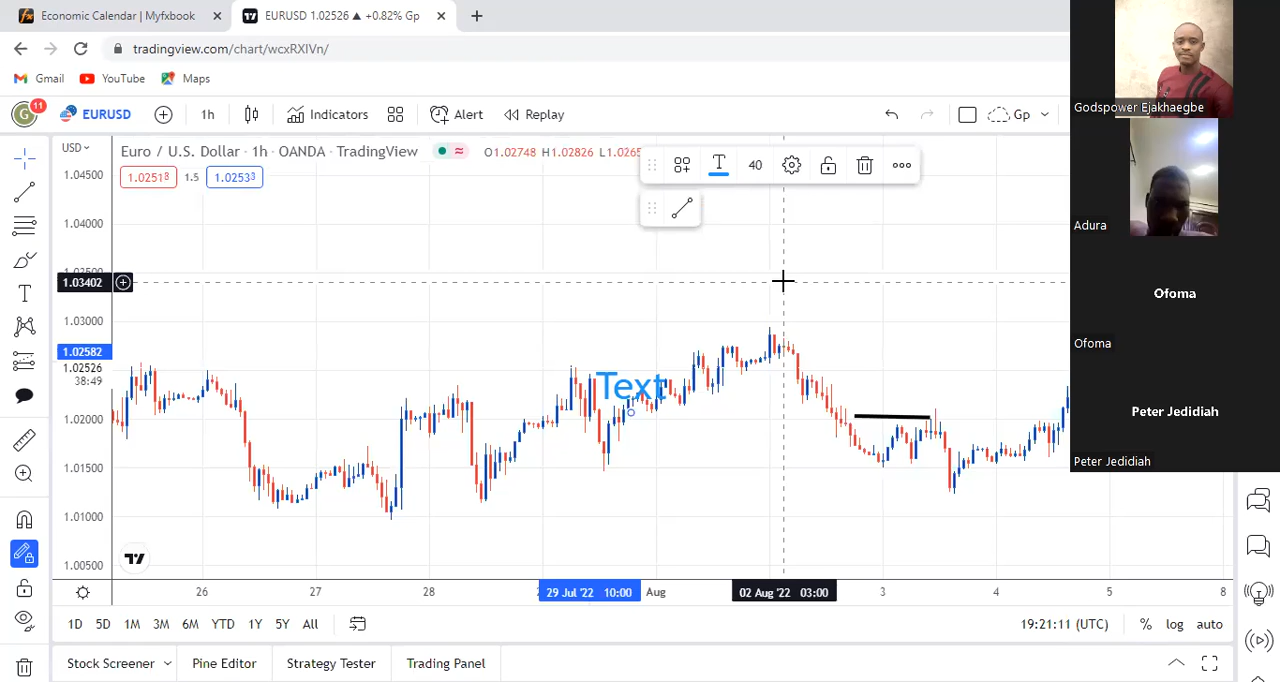 Economic Calendar | Myfxbook
EURUSD 1.02526 ▲ +0.82% Gp
tradingview.com/chart/wcxRXIVn/
Gmail YouTube Maps
G 11 EURUSD 1h Indicators Alert Replay Gp
USD Euro / U.S. Dollar · 1h · OANDA · TradingView O1.02748 H1.02826 L1.0265
1.02518 1.5 1.02533
T 40
1.04500
1.04000
1.03500
1.03402
1.03000
1.02582
1.02526
38:49
1.02000
1.01500
1.01000
1.00500
Text
26 27 28 29 Jul '22 10:00 Aug 02 Aug '22 03:00 3 4 5 8
1D 5D 1M 3M 6M YTD 1Y 5Y All 19:21:11 (UTC) % log auto
Stock Screener Pine Editor Strategy Tester Trading Panel
Godspower Ejakhaegbe
Adura
Ofoma
Ofoma
Peter Jedidiah
Peter Jedidiah